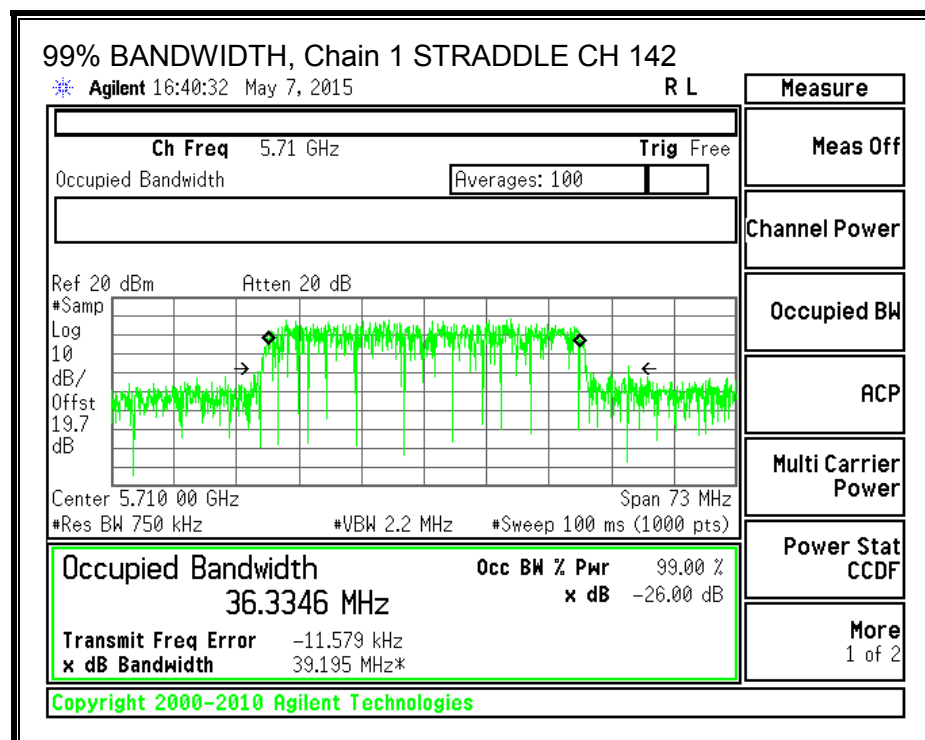 99% BANDWIDTH, Chain 1 STRADDLE CH 142
Agilent 16:40:32 May 7, 2015 R L
Measure
Ch Freq 5.71 GHz Trig Free
Occupied Bandwidth Averages: 100
Ref 20 dBm Atten 20 dB
#Samp
Log
10
dB/
Offst
19.7
dB
Center 5.710 00 GHz Span 73 MHz
#Res BW 750 kHz #VBW 2.2 MHz #Sweep 100 ms (1000 pts)
Occupied Bandwidth Occ BW % Pwr 99.00 %
36.3346 MHz x dB -26.00 dB
Transmit Freq Error -11.579 kHz
x dB Bandwidth 39.195 MHz*
Copyright 2000-2010 Agilent Technologies
Meas Off
Channel Power
Occupied BW
ACP
Multi Carrier
Power
Power Stat
CCDF
More
1 of 2